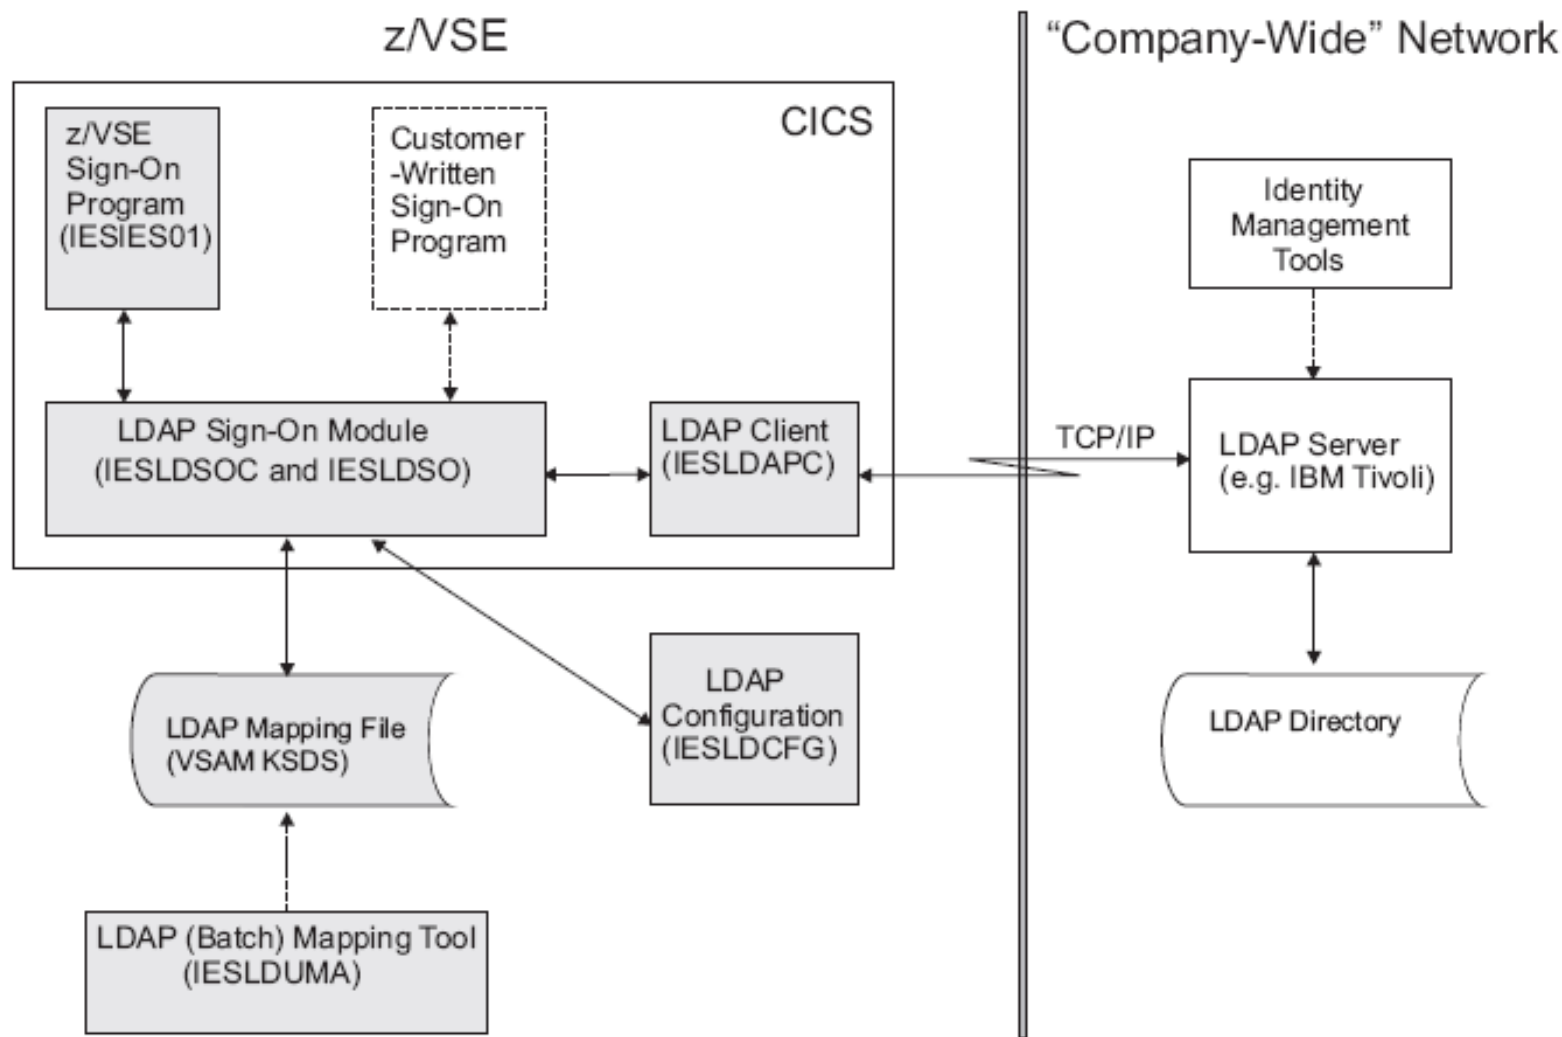 z/VSE
"Company-Wide" Network
CICS
z/VSE
Sign-On
Program
(IESIES01)
Customer
-Written
Sign-On
Program
Identity
Management
Tools
LDAP Sign-On Module
(IESLDSOC and IESLDSO)
LDAP Client
(IESLDAPC)
TCP/IP
LDAP Server
(e.g. IBM Tivoli)
LDAP Mapping File
(VSAM KSDS)
LDAP
Configuration
(IESLDCFG)
LDAP Directory
LDAP (Batch) Mapping Tool
(IESLDUMA)